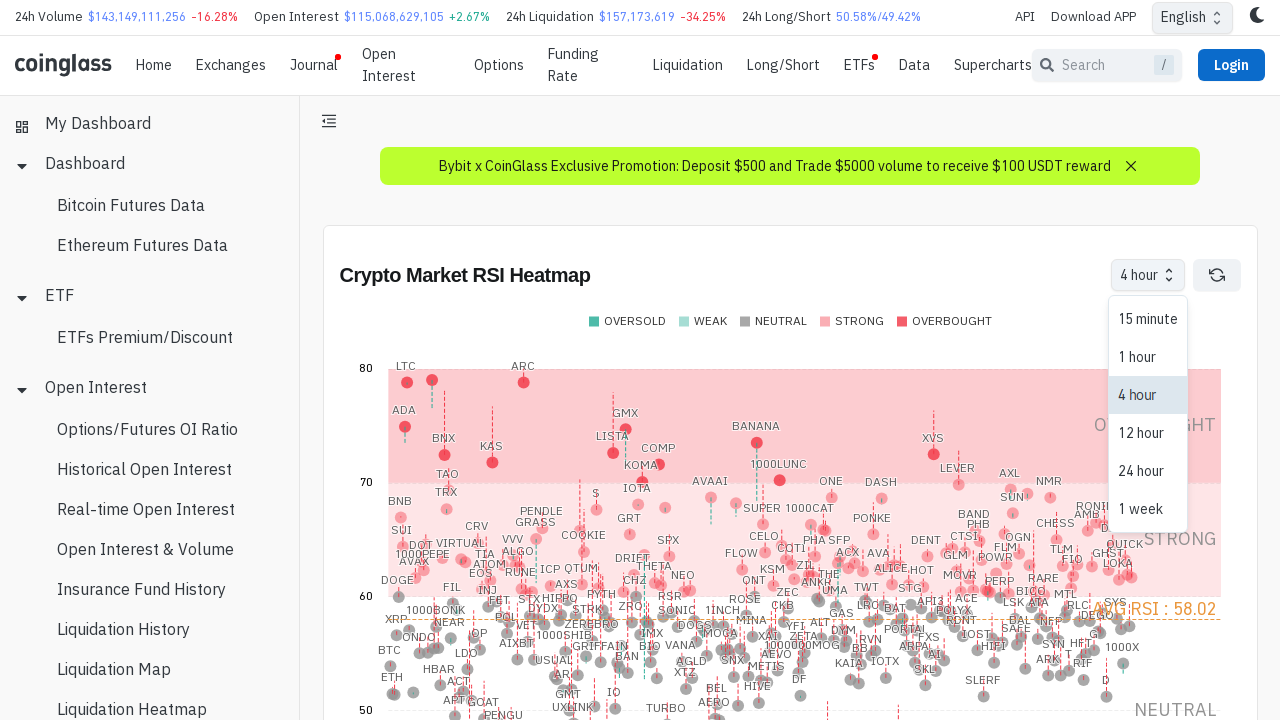 24h Volume $143,149,111,256 -16.28% Open Interest $115,068,629,105 +2.67% 24h Liquidation $157,173,619 -34.25% 24h Long/Short 50.58%/49.42% API Download APP English
coinglass Home Exchanges Journal Open Interest Options Funding Rate Liquidation Long/Short ETFs Data Supercharts Search / Login
My Dashboard
Dashboard
Bitcoin Futures Data
Ethereum Futures Data
ETF
ETFs Premium/Discount
Open Interest
Options/Futures OI Ratio
Historical Open Interest
Real-time Open Interest
Open Interest & Volume
Insurance Fund History
Liquidation History
Liquidation Map
Liquidation Heatmap
Bybit x CoinGlass Exclusive Promotion: Deposit $500 and Trade $5000 volume to receive $100 USDT reward
Crypto Market RSI Heatmap
4 hour
15 minute
1 hour
4 hour
12 hour
24 hour
1 week
OVERSOLD WEAK NEUTRAL STRONG OVERBOUGHT
80
LTC ARC
ADA GMX
BANANA
BNX LISTA XVS
KAS COMP
KOMA 1000LUNC LEVER
70
TAO AVAAI ONE DASH AXL NMR
TRX S IOTA SUN
BNB PENDLE SUPER 1000CAT
SUI CRV GRASS GRT PONKE BAND PHB CHESS
COOKIE CELO CTSI OGN
DOT VIRTUAL VVV SPX PHA SFP DENT QUICK
1000PEPE TIA ALGO FLOW COTI ACX AVA FLM TLM GHST
AVAX ATOM DRIFT THETA GLM POWR FIO LOKA
EOS RUNE ICP QTUM KSM ZIL ALICE HOT
DOGE CHZ NEO ONT ANKR THE MOVR PERP RARE
60
FIL INJ AXS PYTH RSR ZEC UMA TWT STG ACE BICO MTL
FET STX HIPPO ZRO ROSE CKB API3 LSK ATA RLC SYS
1000BONK DYDX STRK SONIC 1INCH GAS BAT POLYX
XRP NEAR ZEREBRO DOGS MINA YFI ALT RDNT BAL NFP
AVG RSI : 58.02
ONDO OP VET 1000SHIB IMX MOCA XAI ZETA DYM PORTAL FXS IOST SAFE
BTC LDO AIXBT GRIFFAIN BIO VANA 1000000MOG RVN ARPA HIFI SYN HFT 1000X
HBAR USUAL BAN AGLD SNX AEVO KAIA IOTX AI ARK RIF
ETH ACT XTZ METIS DF SKL SLERF D
GOAT GMT IO BEL HIVE
PENGU UXLINK TURBO AERO
50
STRONG
NEUTRAL